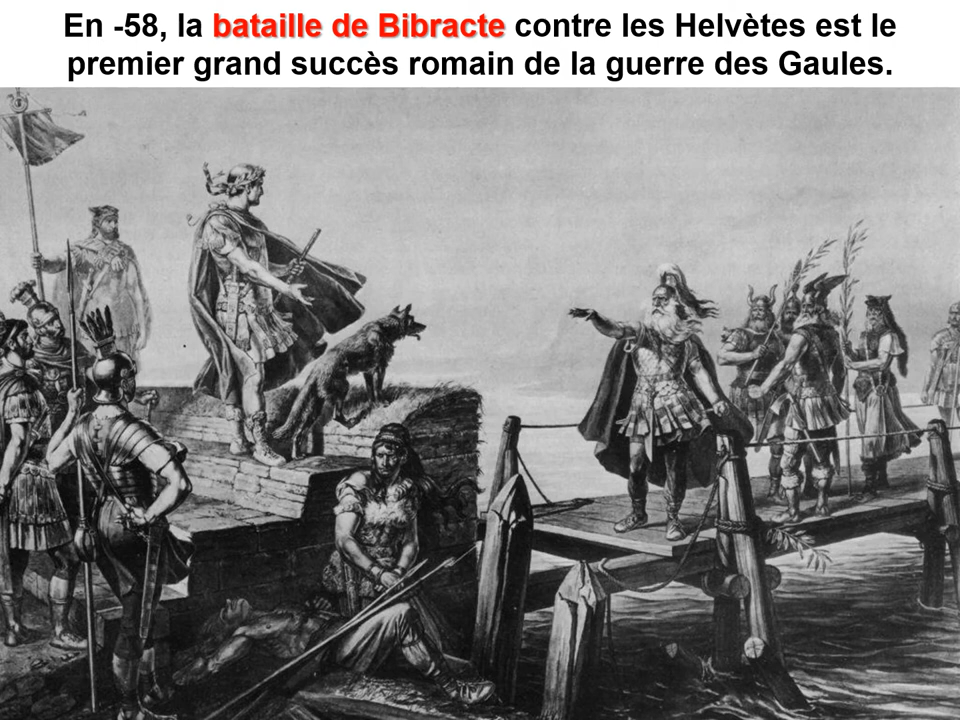 En -58, la bataille de Bibracte contre les Helvètes est le
premier grand succès romain de la guerre des Gaules.